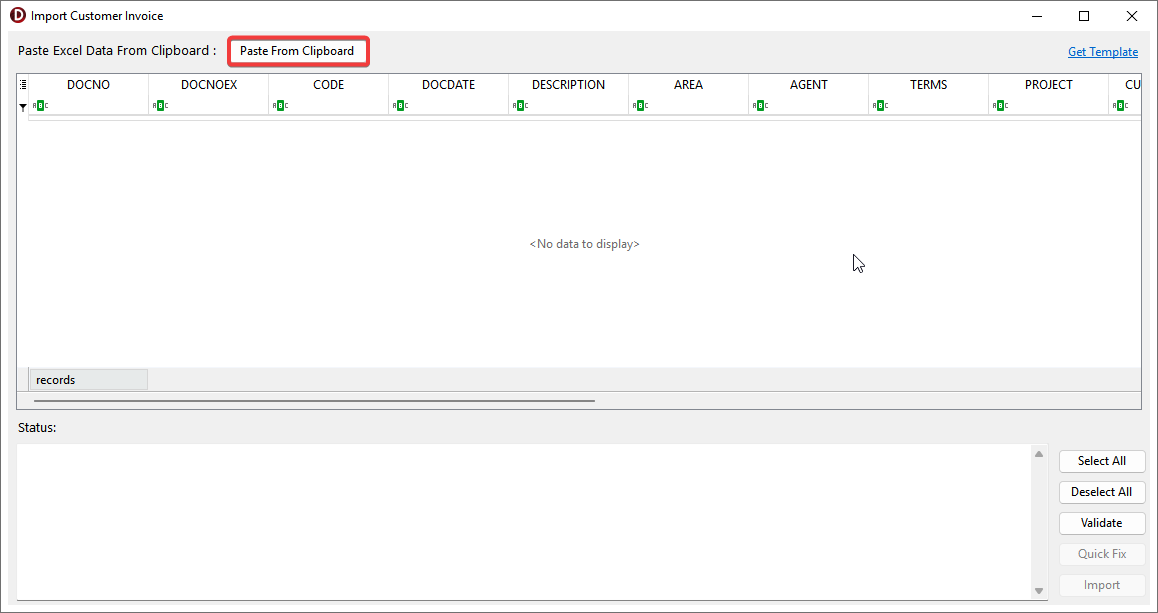 Import Customer Invoice
Paste Excel Data From Clipboard : Paste From Clipboard Get Template
DOCNO DOCNOEX CODE DOCDATE DESCRIPTION AREA AGENT TERMS PROJECT CU
ABC ABC ABC ABC ABC ABC ABC ABC ABC ABC
<No data to display>
records
Status:
Select All
Deselect All
Validate
Quick Fix
Import